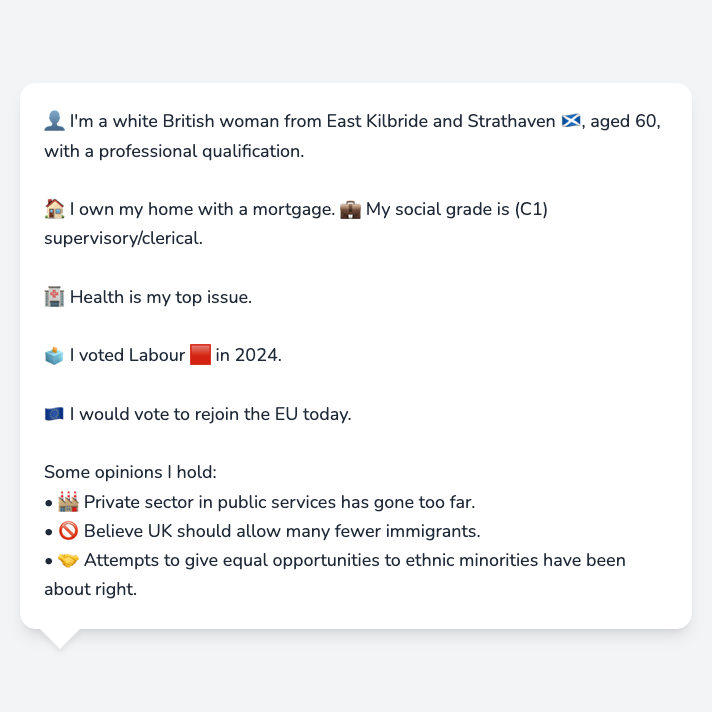 👤 I'm a white British woman from East Kilbride and Strathaven 🏴󠁧󠁢󠁳󠁣󠁴󠁿, aged 60,
with a professional qualification.
🏠 I own my home with a mortgage. 💼 My social grade is (C1)
supervisory/clerical.
🏥 Health is my top issue.
🗳️ I voted Labour 🟥 in 2024.
🇪🇺 I would vote to rejoin the EU today.
Some opinions I hold:
• 🏭 Private sector in public services has gone too far.
• 🚫 Believe UK should allow many fewer immigrants.
• 🤝 Attempts to give equal opportunities to ethnic minorities have been
about right.